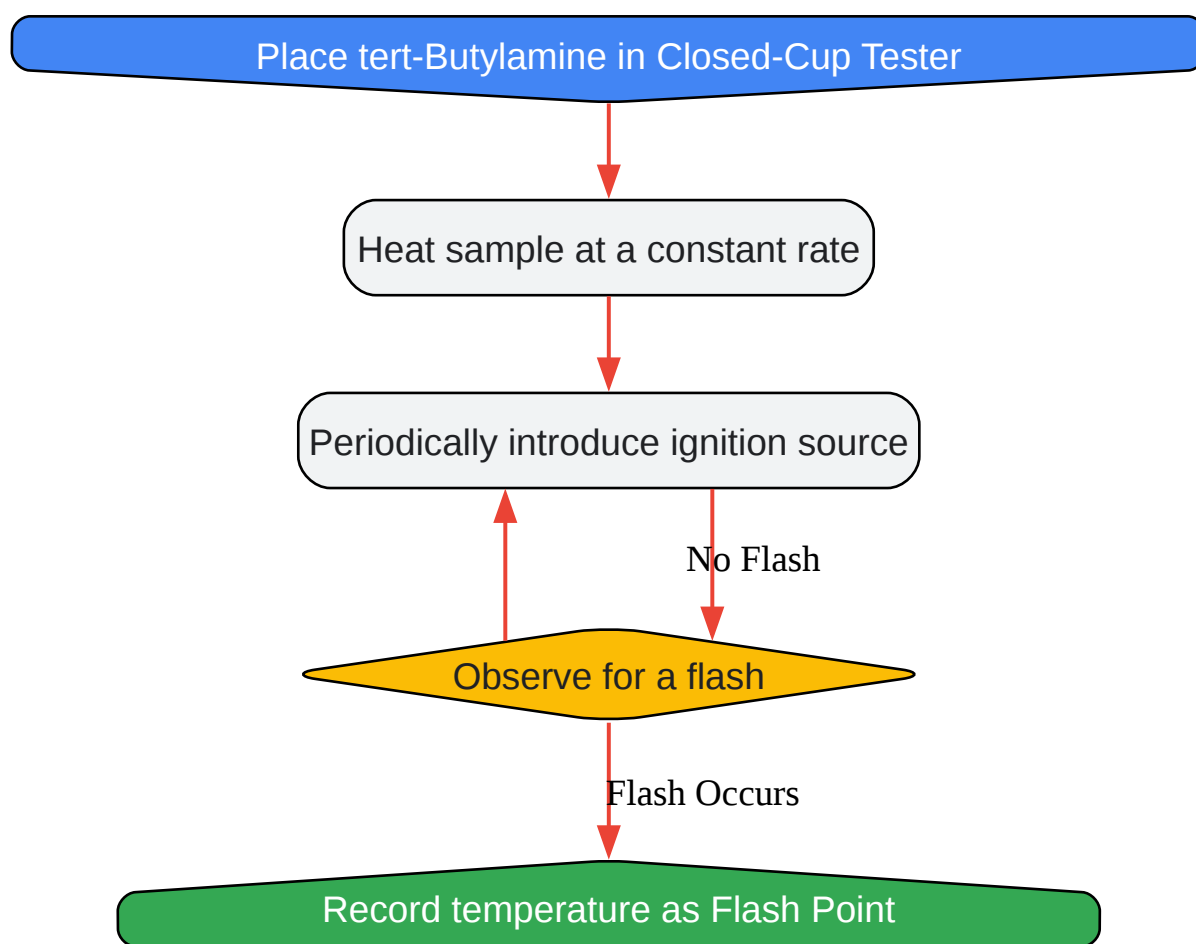 Place tert-Butylamine in Closed-Cup Tester
Heat sample at a constant rate
Periodically introduce ignition source
No Flash
Observe for a flash
Flash Occurs
Record temperature as Flash Point